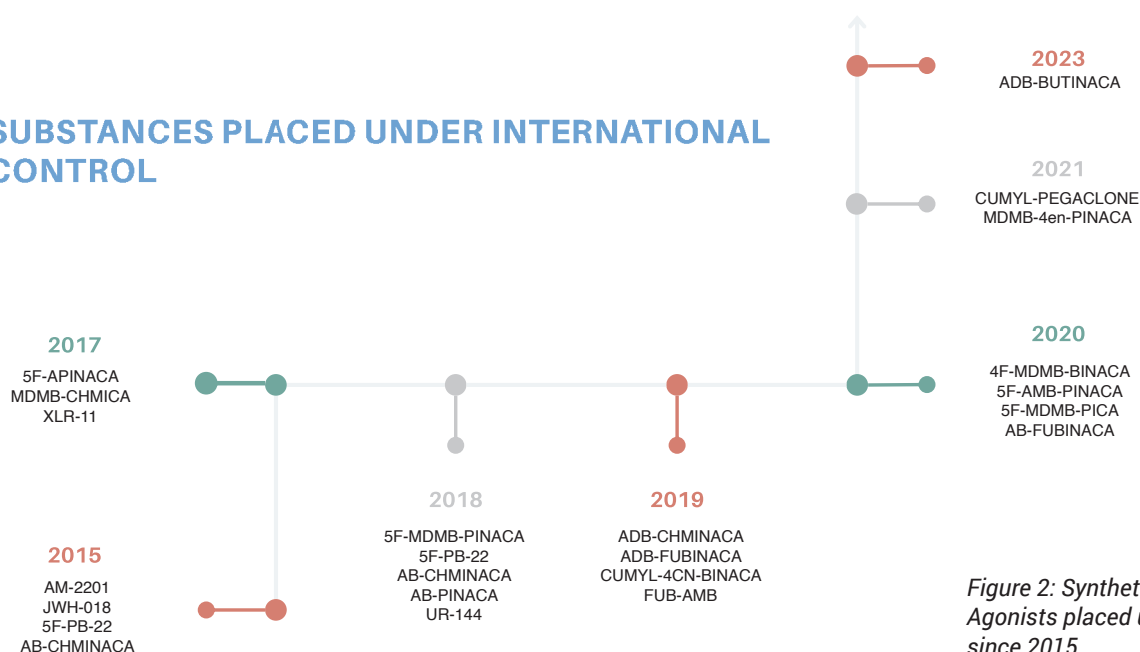 SUBSTANCES PLACED UNDER INTERNATIONAL
CONTROL
2023
ADB-BUTINACA
2021
CUMYL-PEGACLONE
MDMB-4en-PINACA
2020
4F-MDMB-BINACA
5F-AMB-PINACA
5F-MDMB-PICA
AB-FUBINACA
2017
5F-APINACA
MDMB-CHMICA
XLR-11
2018
5F-MDMB-PINACA
5F-PB-22
AB-CHMINACA
AB-PINACA
UR-144
2019
ADB-CHMINACA
ADB-FUBINACA
CUMYL-4CN-BINACA
FUB-AMB
2015
AM-2201
JWH-018
5F-PB-22
AB-CHMINACA
Figure 2: Synthet
Agonists placed u
since 2015